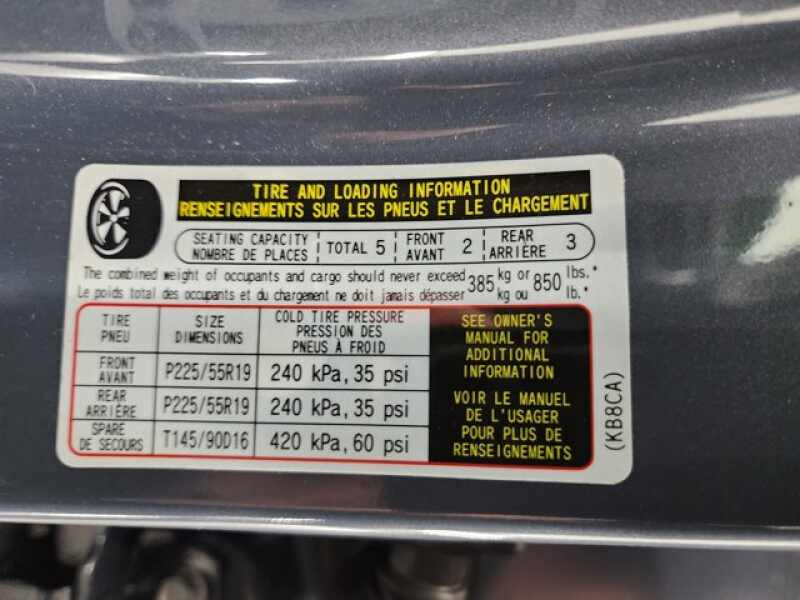 TIRE AND LOADING INFORMATION
RENSEIGNEMENTS SUR LES PNEUS ET LE CHARGEMENT
SEATING CAPACITY
NOMBRE DE PLACES
TOTAL 5
FRONT
AVANT
2
REAR
ARRIÈRE
3
The combined weight of occupants and cargo should never exceed 385 kg or 850 lbs.*
Le poids total des occupants et du chargement ne doit jamais dépasser kg ou lb.*
TIRE
PNEU
SIZE
DIMENSIONS
COLD TIRE PRESSURE
PRESSION DES
PNEUS À FROID
FRONT
AVANT
P225/55R19
240 kPa, 35 psi
REAR
ARRIÈRE
P225/55R19
240 kPa, 35 psi
SPARE
DE SECOURS
T145/90D16
420 kPa, 60 psi
SEE OWNER'S
MANUAL FOR
ADDITIONAL
INFORMATION
VOIR LE MANUEL
DE L'USAGER
POUR PLUS DE
RENSEIGNEMENTS
(KB8CA)